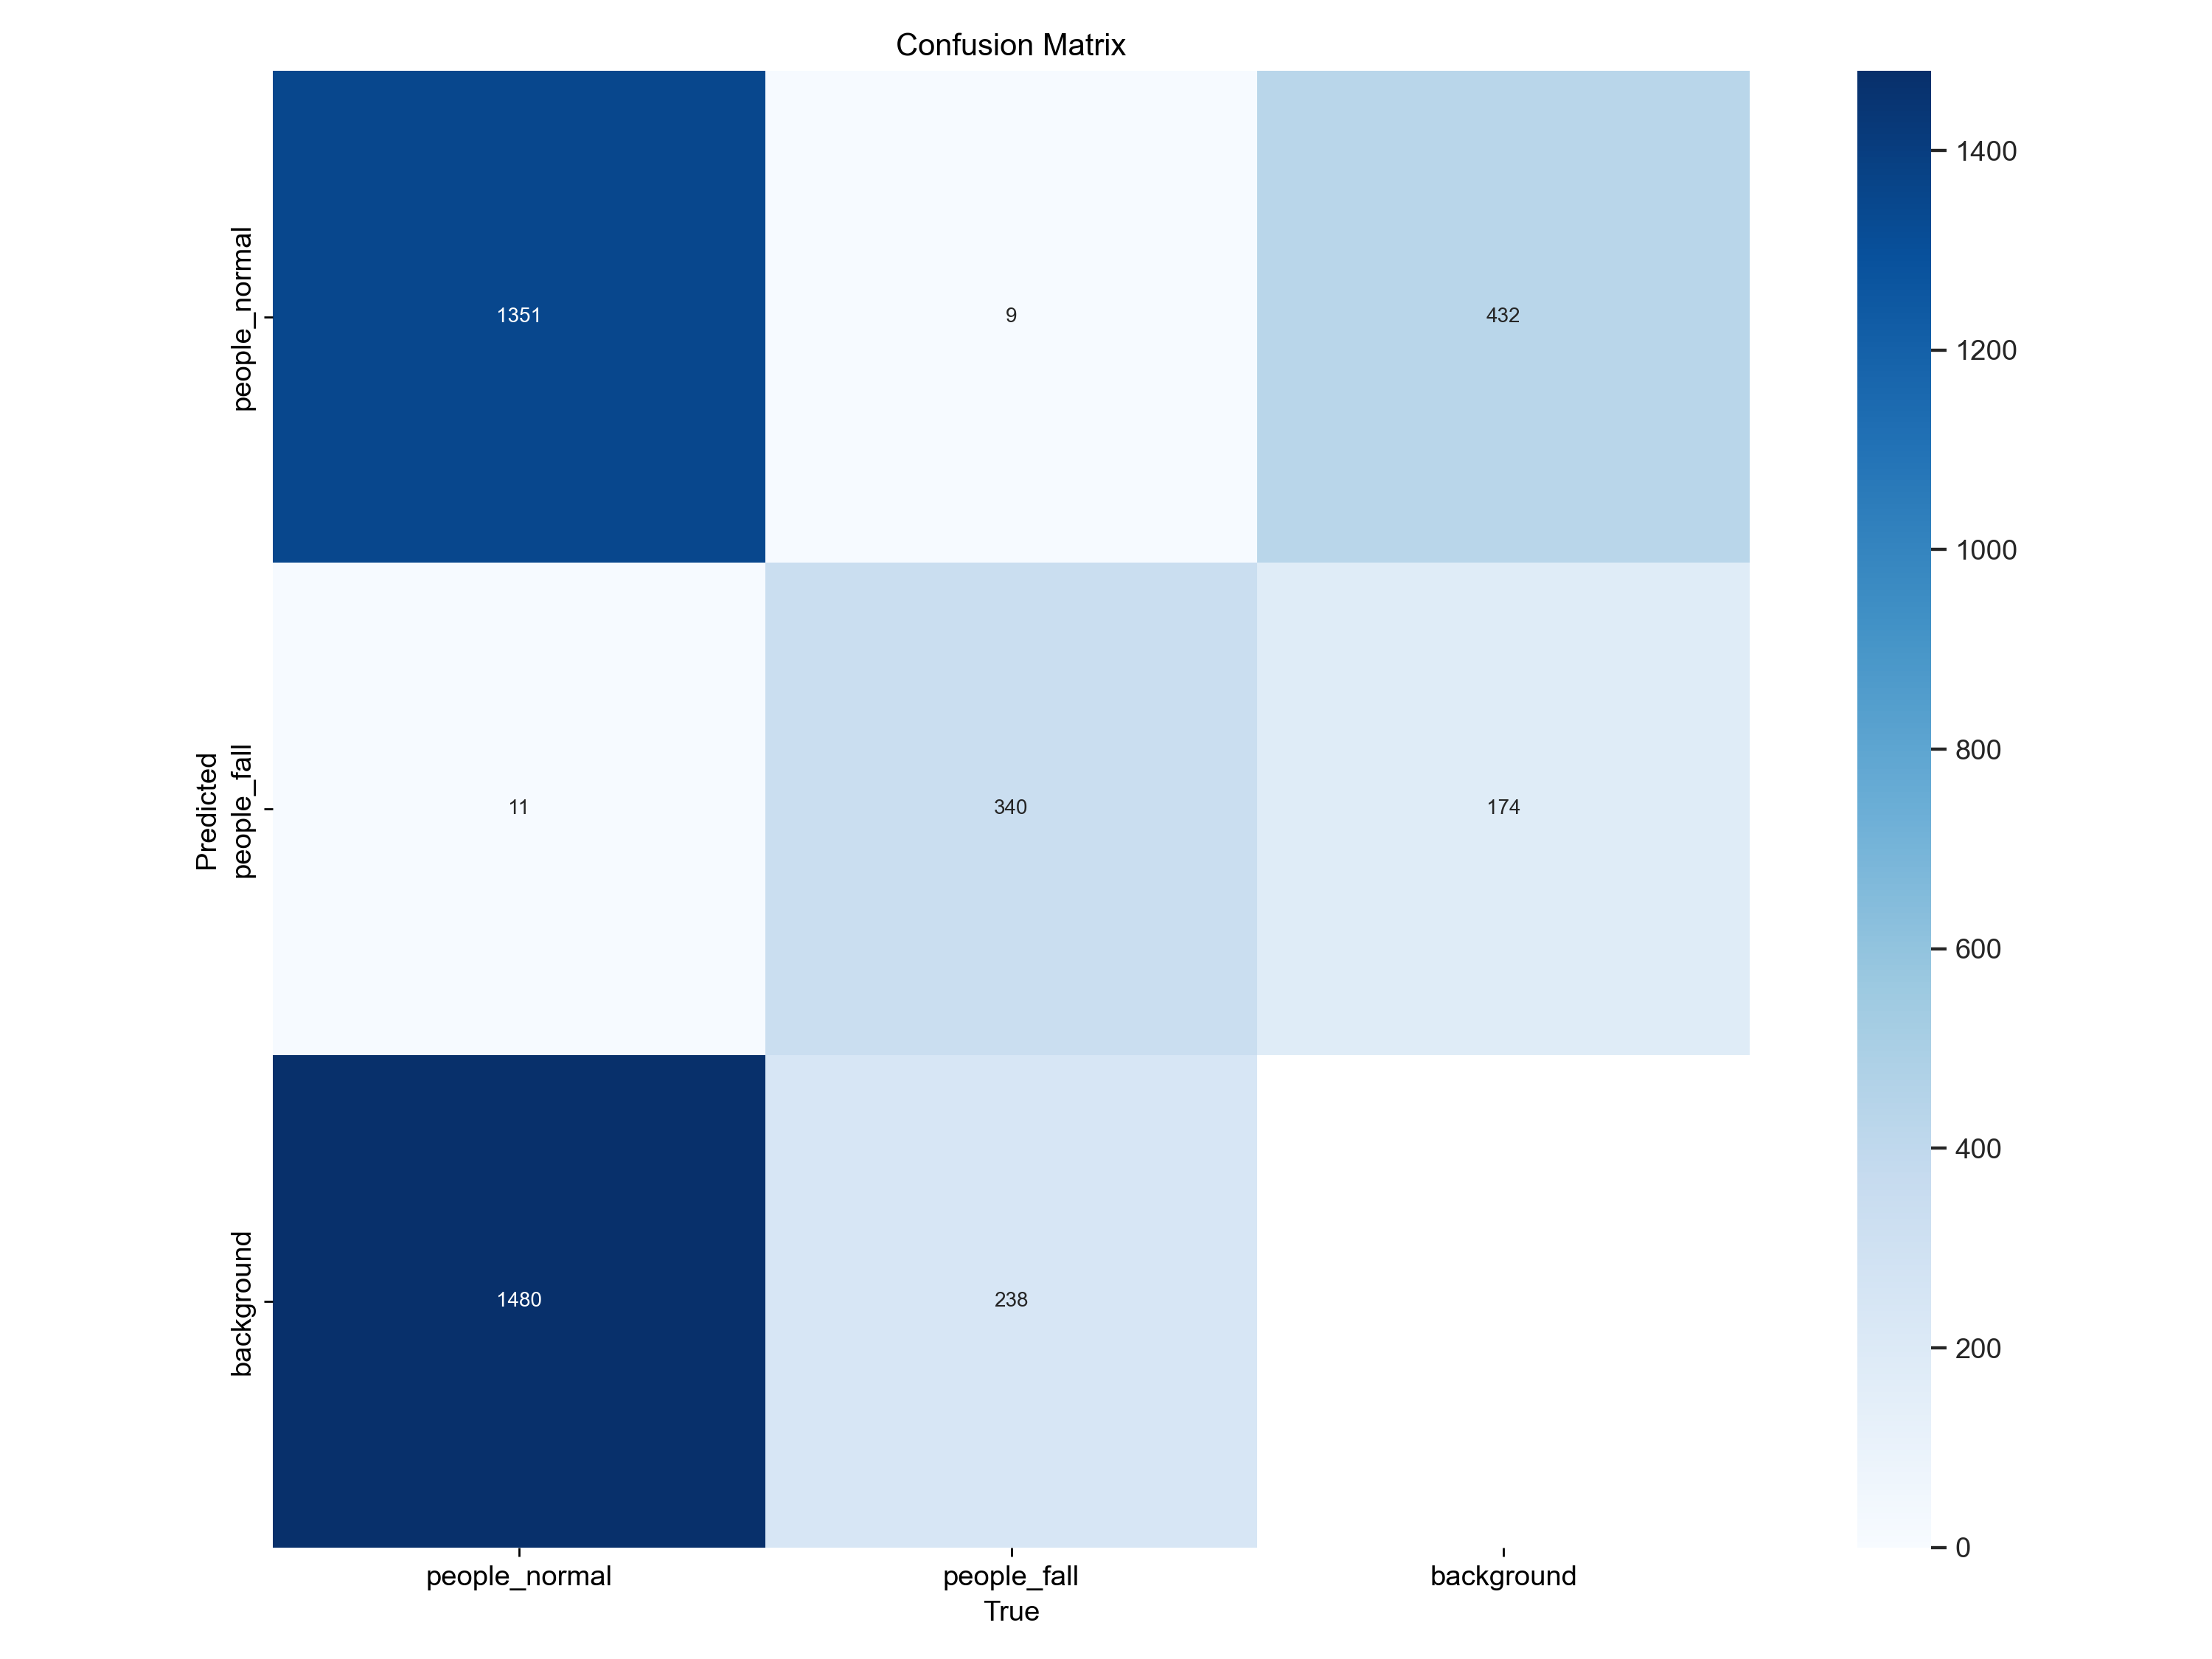 Confusion Matrix
people_normal
1351
9
432
Predicted
people_fall
11
340
174
background
1480
238
people_normal
people_fall
background
True
1400
1200
1000
800
600
400
200
0